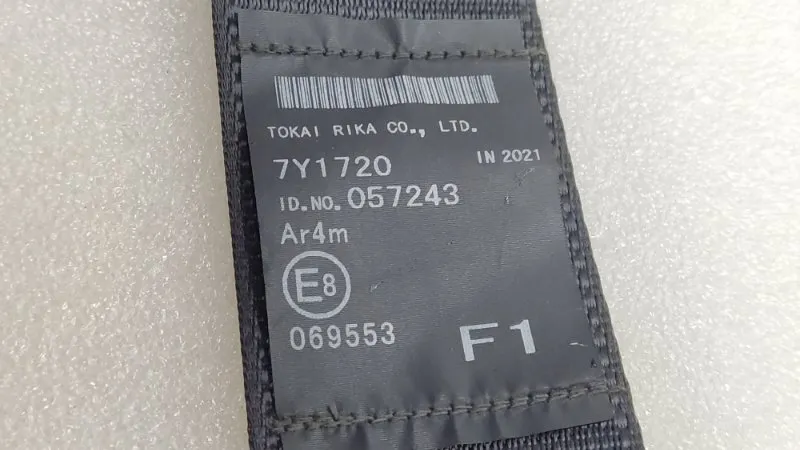 TOKAI RIKA CO., LTD.
7Y1720 IN 2021
ID.NO. 057243
Ar4m
E8
069553 F1